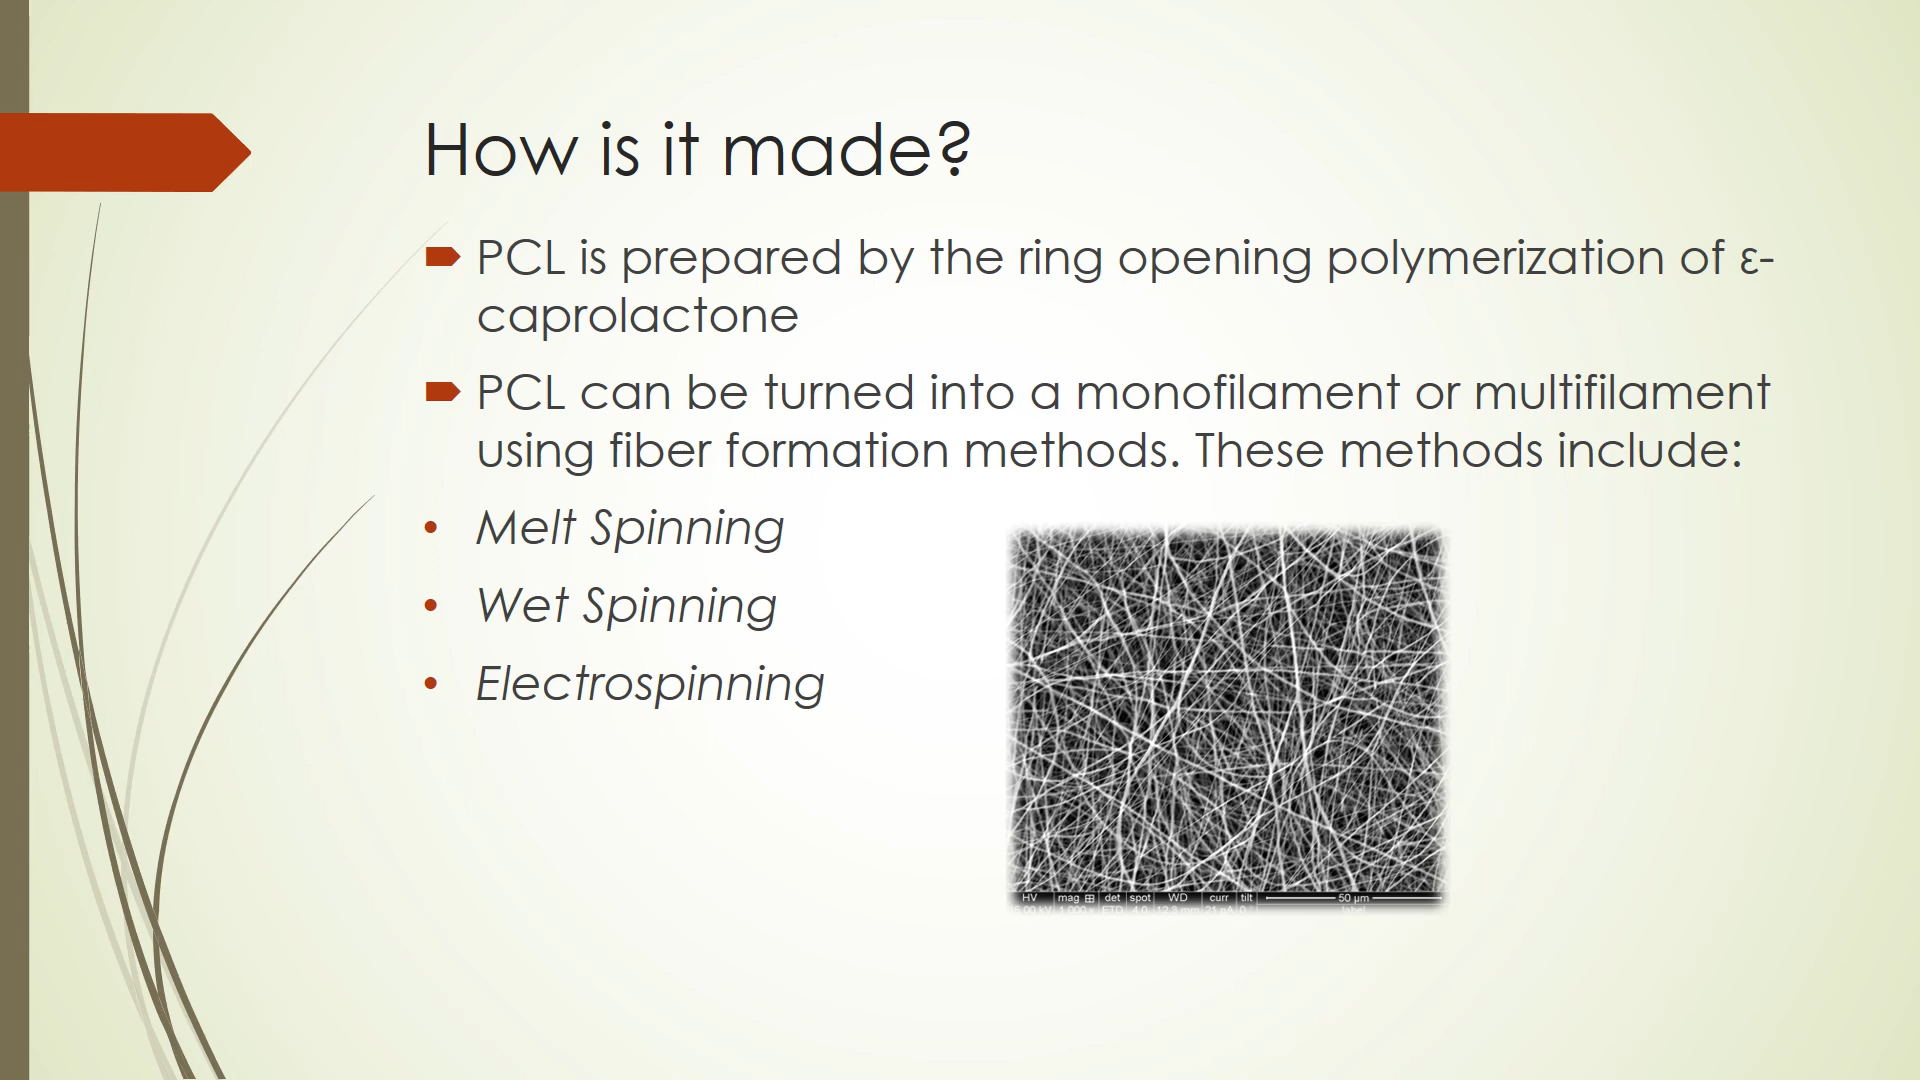 How is it made?
PCL is prepared by the ring opening polymerization of ε-
caprolactone
PCL can be turned into a monofilament or multifilament
using fiber formation methods. These methods include:
• Melt Spinning
• Wet Spinning
• Electrospinning
HV mag det spot WD curr tilt 50 µm